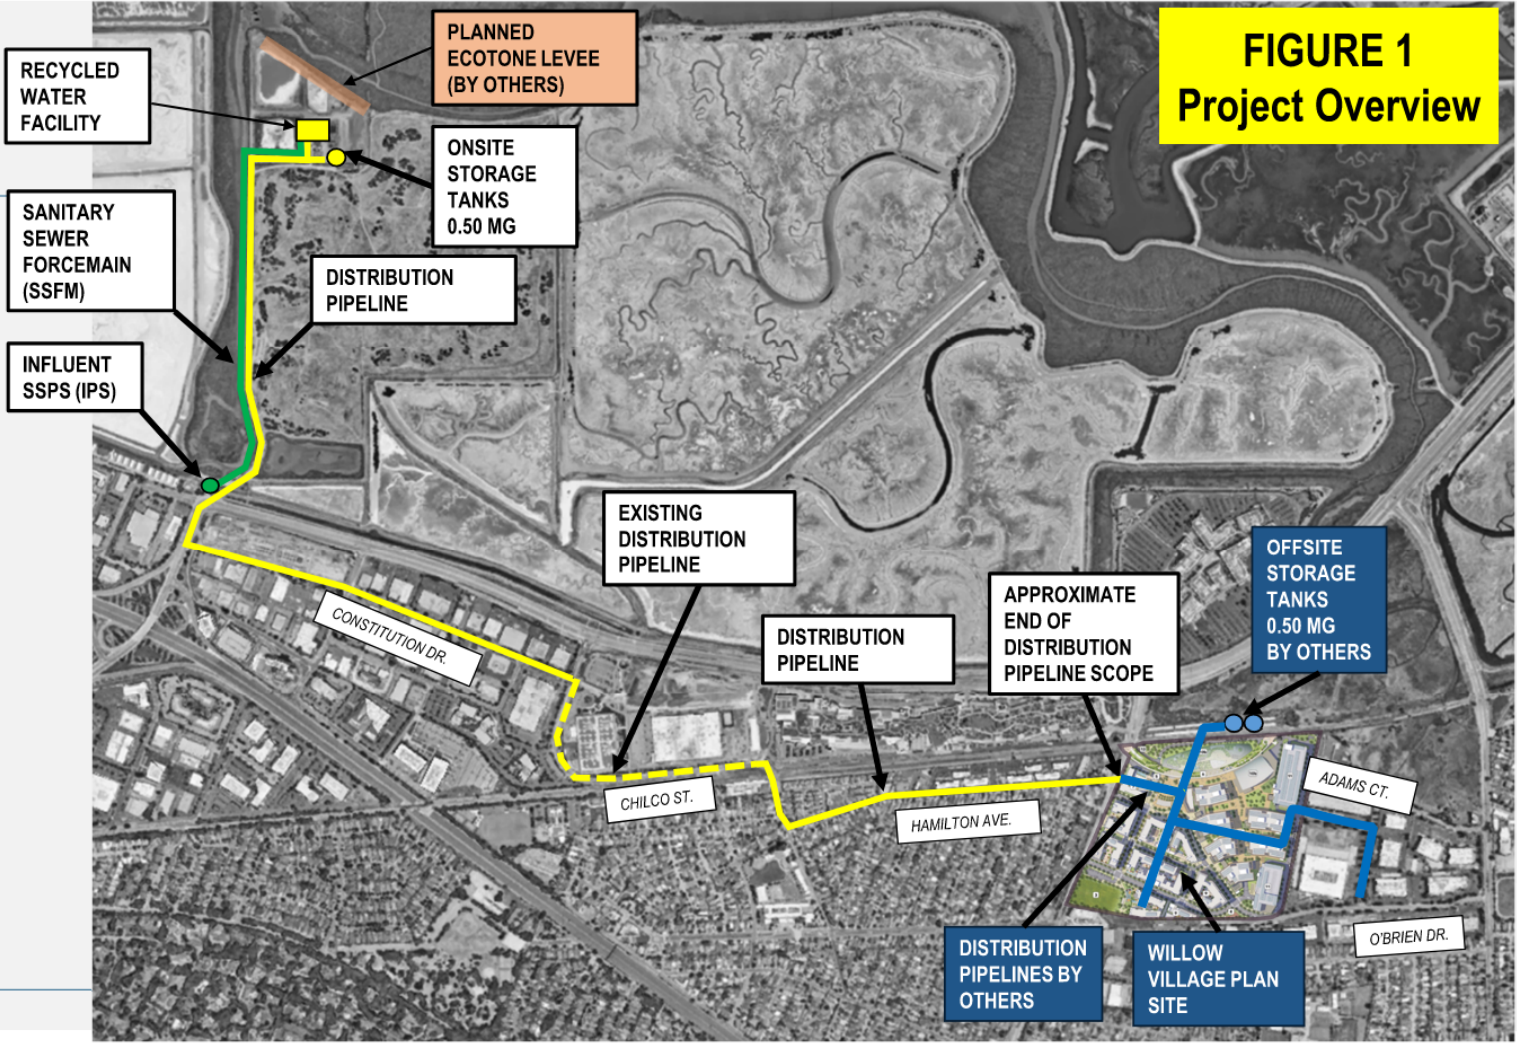 FIGURE 1
Project Overview
PLANNED
ECOTONE LEVEE
(BY OTHERS)
RECYCLED
WATER
FACILITY
ONSITE
STORAGE
TANKS
0.50 MG
SANITARY
SEWER
FORCEMAIN
(SSFM)
DISTRIBUTION
PIPELINE
INFLUENT
SSPS (IPS)
EXISTING
DISTRIBUTION
PIPELINE
OFFSITE
STORAGE
TANKS
0.50 MG
BY OTHERS
APPROXIMATE
END OF
DISTRIBUTION
PIPELINE SCOPE
DISTRIBUTION
PIPELINE
CONSTITUTION DR.
CHILCO ST.
HAMILTON AVE.
ADAMS CT.
O'BRIEN DR.
DISTRIBUTION
PIPELINES BY
OTHERS
WILLOW
VILLAGE PLAN
SITE